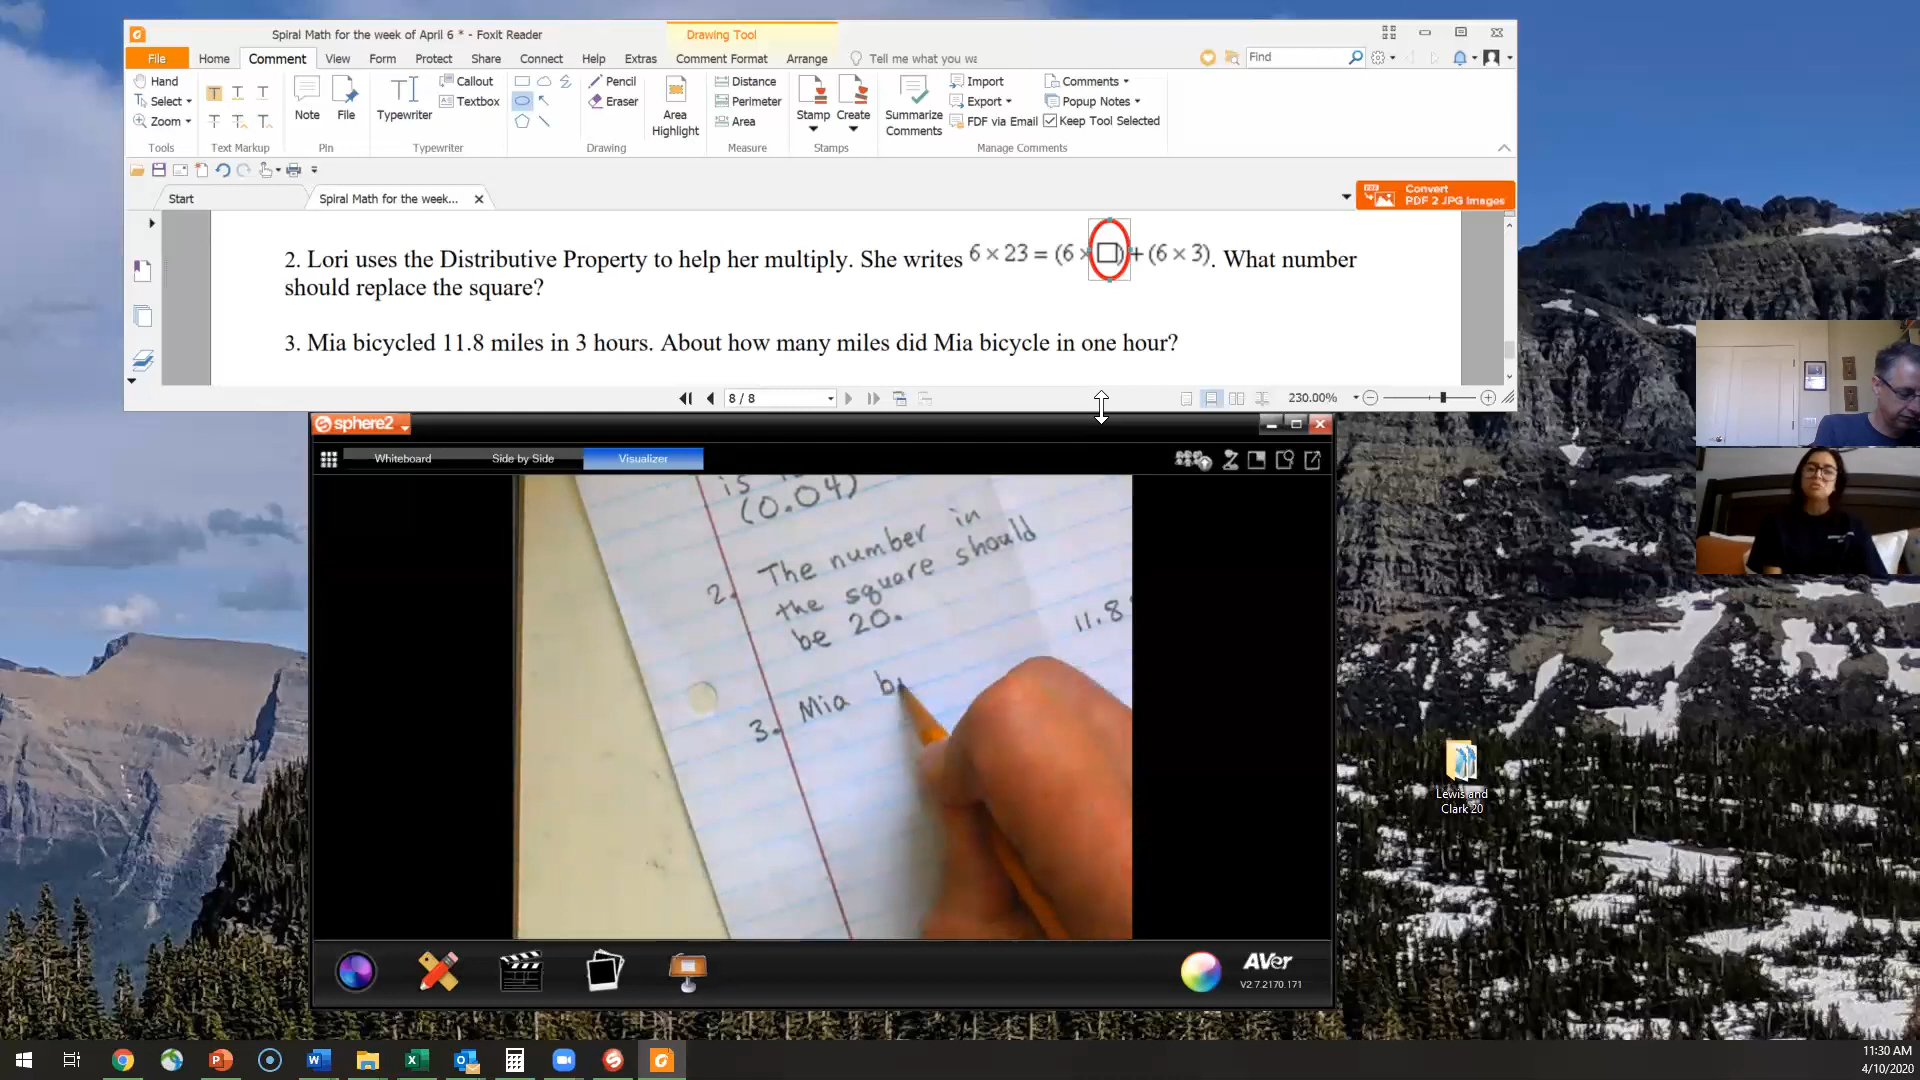 Spiral Math for the week of April 6 * - Foxit Reader
Drawing Tool
File Home Comment View Form Protect Share Connect Help Extras Comment Format Arrange Tell me what you wa Find
Hand
Select
Zoom
Tools
Text Markup
Note
File
Pin
Typewriter
Callout
Textbox
Typewriter
Pencil
Eraser
Drawing
Area
Highlight
Distance
Perimeter
Area
Measure
Stamp
Create
Stamps
Summarize
Comments
Import
Export
FDF via Email
Comments
Popup Notes
Keep Tool Selected
Manage Comments
Start
Spiral Math for the week...
Convert
PDF 2 JPG Images
2. Lori uses the Distributive Property to help her multiply. She writes 6 × 23 = (6 × □) + (6 × 3). What number
should replace the square?
3. Mia bicycled 11.8 miles in 3 hours. About how many miles did Mia bicycle in one hour?
8 / 8
230.00%
sphere2
Whiteboard
Side by Side
Visualizer
is
(0.04)
2. The number in
the square should
be 20.
11.8
3. Mia b
AVer
V2.7.2170.171
Lewis and
Clark 20
11:30 AM
4/10/2020